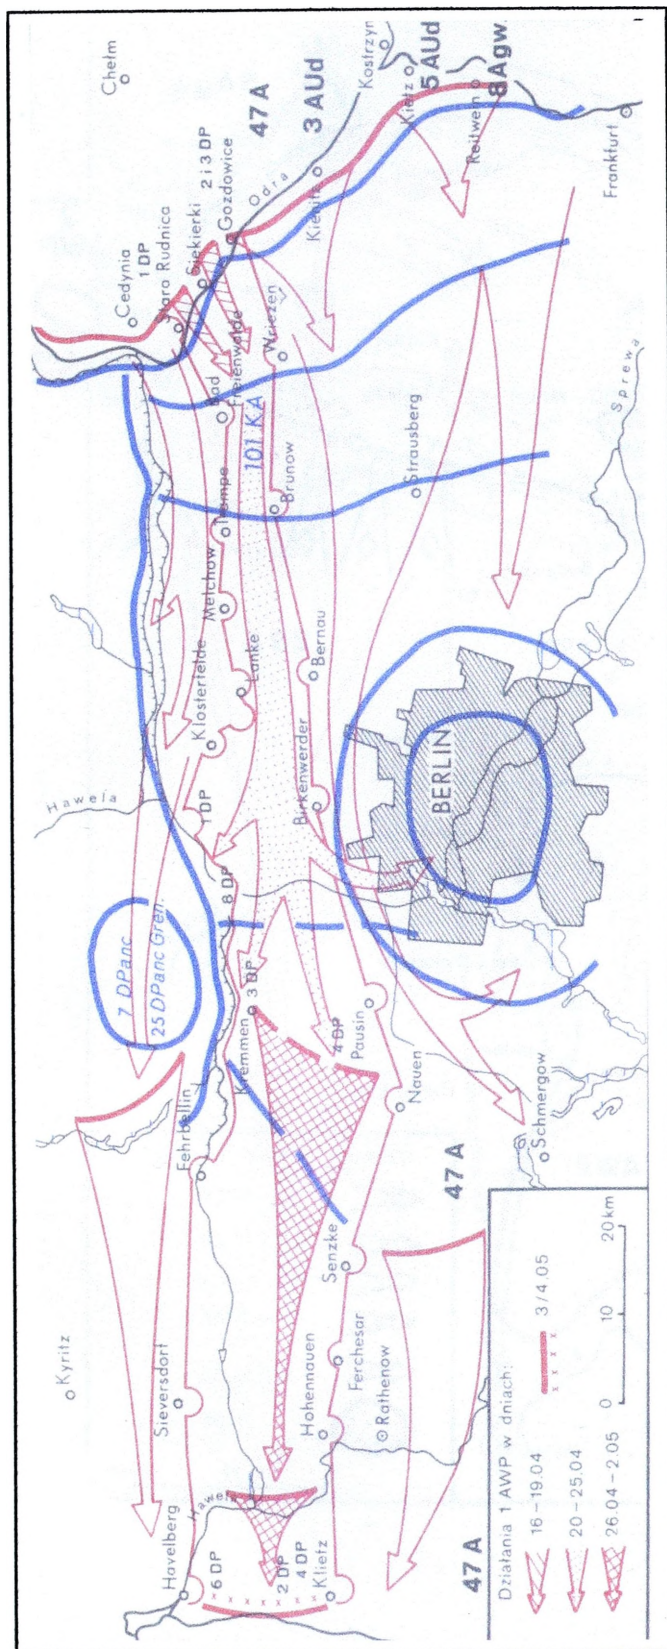 Chełm
Cedynia
1 DP
Stara Rudnica
Siekierki
2 i 3 DP
Gozdowice
47 A
3 AUd
Kostrzyn
Kietz
5 AUd
8 Agw.
Reitwein
Odra
Kienitz
Frankfurt
Bad
Freienwalde
Wriezen
101 KA
Trampe
Brunow
Strausberg
Sprewa
Melchow
Klosterfelde
Lanke
Bernau
Hawela
1 DP
Birkenwerder
BERLIN
8 DP
7 DPanc
25 DPanc Gren.
Kremmen
3 DP
4 DP
Pausin
Nauen
Fehrbellin
47 A
Schmergow
Kyritz
Senzke
Sieversdorf
Hohennauen
Ferchesar
Rathenow
Hawela
Havelberg
6 DP
2 DP
4 DP
Klietz
47 A
Działania 1 AWP w dniach:
16-19.04
20-25.04
26.04-2.05
3/4.05
0 10 20 km